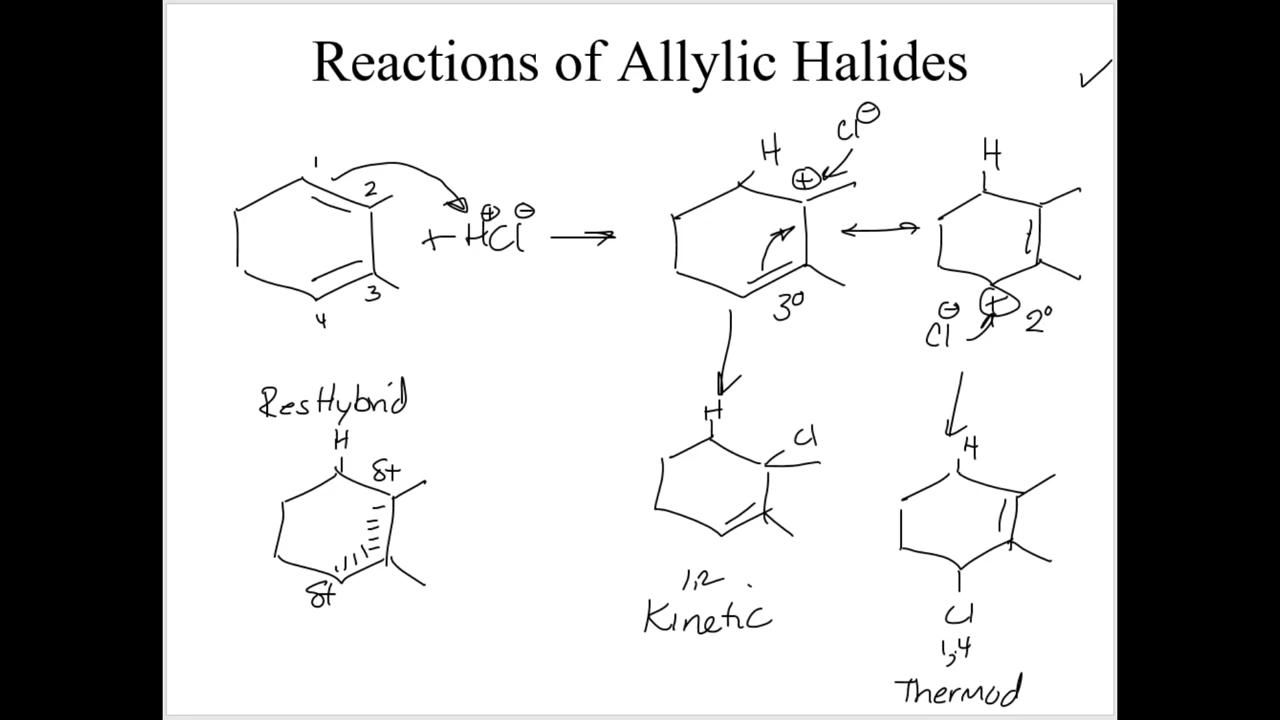 Reactions of Allylic Halides
1
2
3
4
+ H⊕Cl⊖
H
⊕
Cl⊖
3°
H
⊕
Cl⊖
2°
Res Hybrid
H
δ+
δ+
H
Cl
1,2
Kinetic
H
Cl
1,4
Thermod